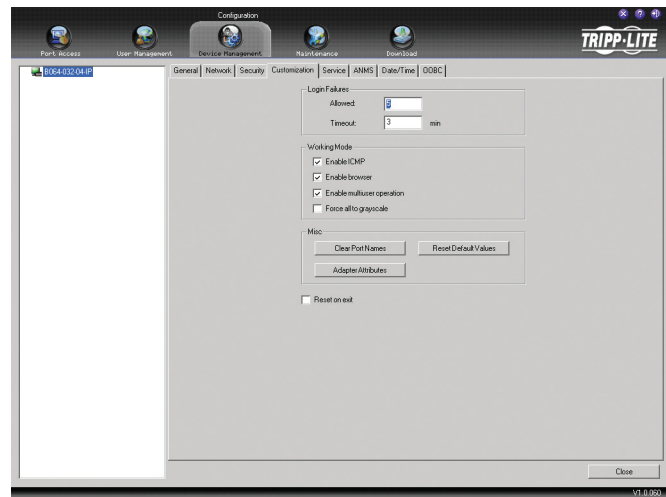 Configuration
Port Access
User Management
Device Management
Maintenance
Download
TRIPP·LITE
B064-032-04-IP
General Network Security Customization Service ANMS Date/Time OOBC
Login Failures
Allowed: 5
Timeout: 3 min
Working Mode
Enable ICMP
Enable browser
Enable multiuser operation
Force all to grayscale
Misc
Clear Port Names Reset Default Values
Adapter Attributes
Reset on exit
Close
V1.0.060